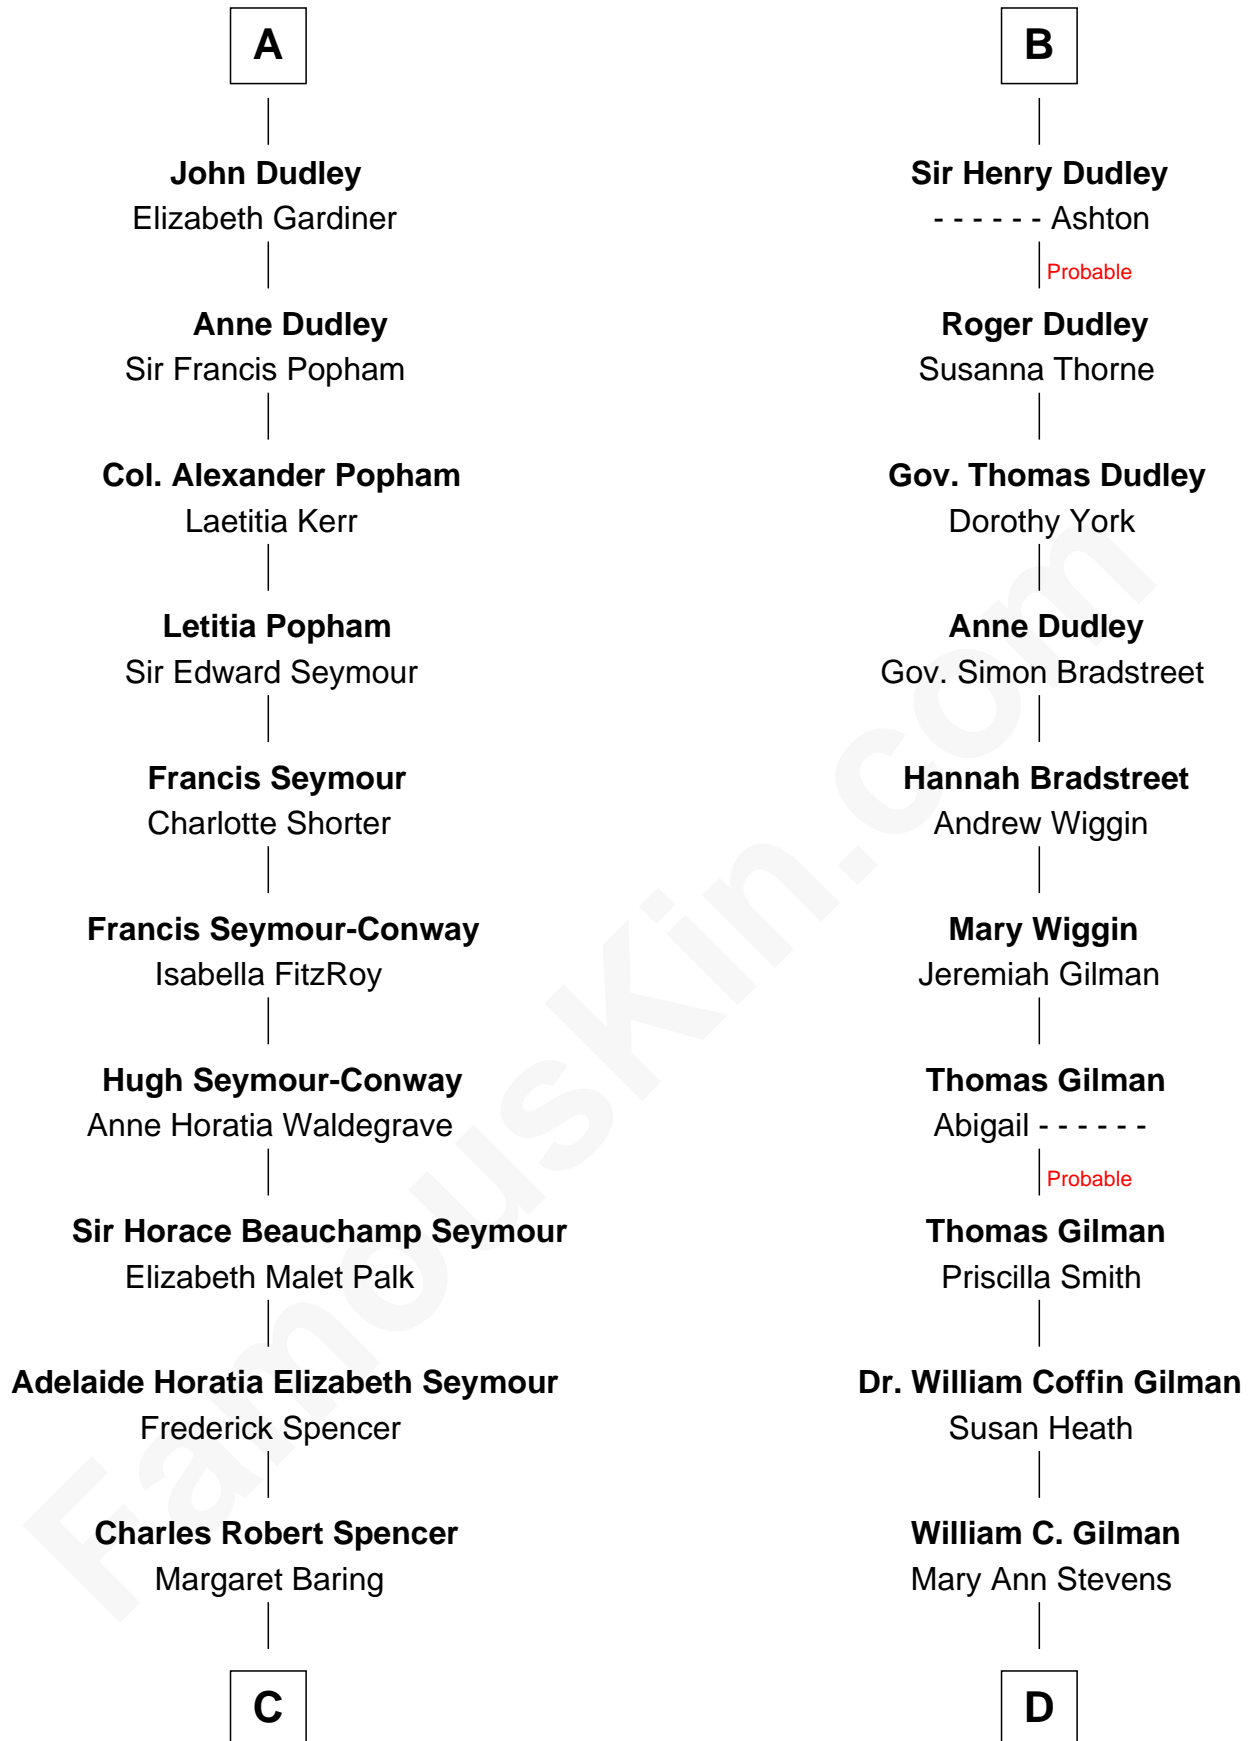 A
John Dudley
Elizabeth Gardiner
Anne Dudley
Sir Francis Popham
Col. Alexander Popham
Laetitia Kerr
Letitia Popham
Sir Edward Seymour
Francis Seymour
Charlotte Shorter
Francis Seymour-Conway
Isabella FitzRoy
Hugh Seymour-Conway
Anne Horatia Waldegrave
Sir Horace Beauchamp Seymour
Elizabeth Malet Palk
Adelaide Horatia Elizabeth Seymour
Frederick Spencer
Charles Robert Spencer
Margaret Baring
C
B
Sir Henry Dudley
- - - - - - Ashton
Probable
Roger Dudley
Susanna Thorne
Gov. Thomas Dudley
Dorothy York
Anne Dudley
Gov. Simon Bradstreet
Hannah Bradstreet
Andrew Wiggin
Mary Wiggin
Jeremiah Gilman
Thomas Gilman
Abigail - - - - - -
Probable
Thomas Gilman
Priscilla Smith
Dr. William Coffin Gilman
Susan Heath
William C. Gilman
Mary Ann Stevens
D
FamousKin.com